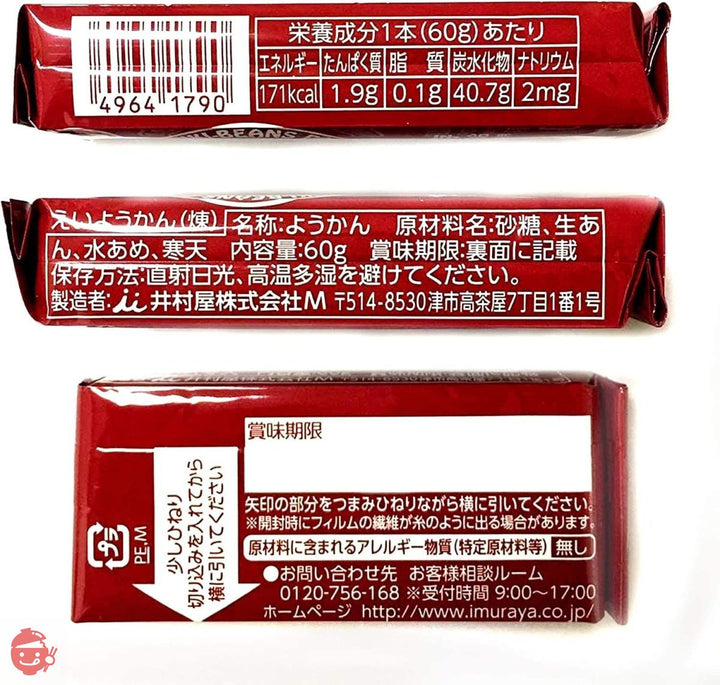 栄養成分1本(60g)あたり
エネルギー たんぱく質 脂 質 炭水化物 ナトリウム
171kcal 1.9g 0.1g 40.7g 2mg
4964 1790
BEANS
えいようかん(煉) 名称:ようかん 原材料名:砂糖、生あ
ん、水あめ、寒天 内容量:60g 賞味期限:裏面に記載
保存方法:直射日光、高温多湿を避けてください。
製造者: 井村屋株式会社M 〒514-8530津市高茶屋7丁目1番1号
賞味期限
矢印の部分をつまみひねりながら横に引いてください。
※開封時にフィルムの繊維が糸のように出る場合があります。
原材料に含まれるアレルギー物質(特定原材料等) 無し
●お問い合わせ先 お客様相談ルーム
0120-756-168 ※受付時間 9:00~17:00
ホームページ http://www.imuraya.co.jp/
少しひねり
切り込みを入れてから
横に引いてください
プラ
PE,M